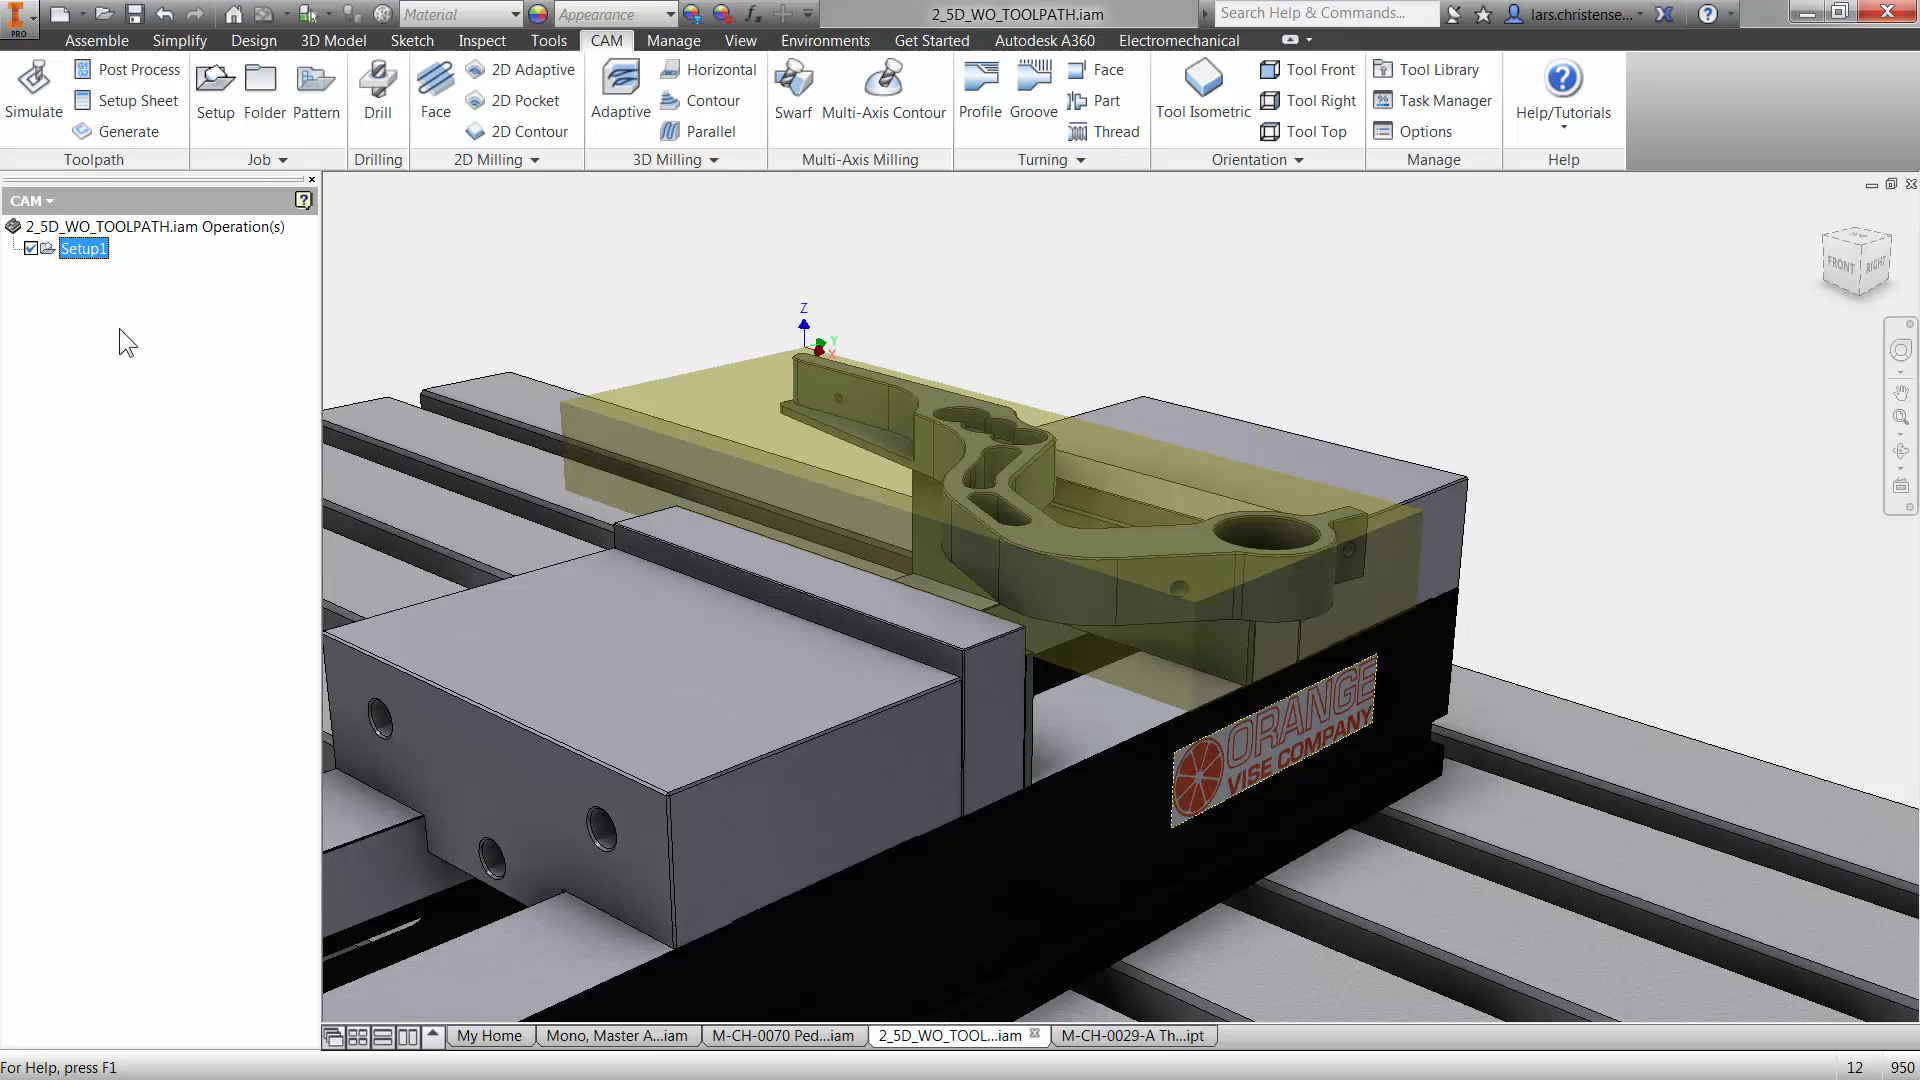 PRO
Material
Appearance
2_5D_WO_TOOLPATH.iam
Search Help & Commands...
lars.christense...
Assemble Simplify Design 3D Model Sketch Inspect Tools CAM Manage View Environments Get Started Autodesk A360 Electromechanical
Simulate
Post Process
Setup Sheet
Generate
Toolpath
Setup Folder Pattern
Job
Drill
Drilling
Face
2D Adaptive
2D Pocket
2D Contour
2D Milling
Adaptive
Horizontal
Contour
Parallel
3D Milling
Swarf Multi-Axis Contour
Multi-Axis Milling
Profile Groove
Face
Part
Thread
Turning
Tool Isometric
Tool Front
Tool Right
Tool Top
Orientation
Tool Library
Task Manager
Options
Manage
Help/Tutorials
Help
CAM
2_5D_WO_TOOLPATH.iam Operation(s)
Setup1
Z
Y
X
FRONT RIGHT
ORANGE
VISE COMPANY
My Home Mono, Master A...iam M-CH-0070 Ped...iam 2_5D_WO_TOOL...iam M-CH-0029-A Th...ipt
For Help, press F1
12 950